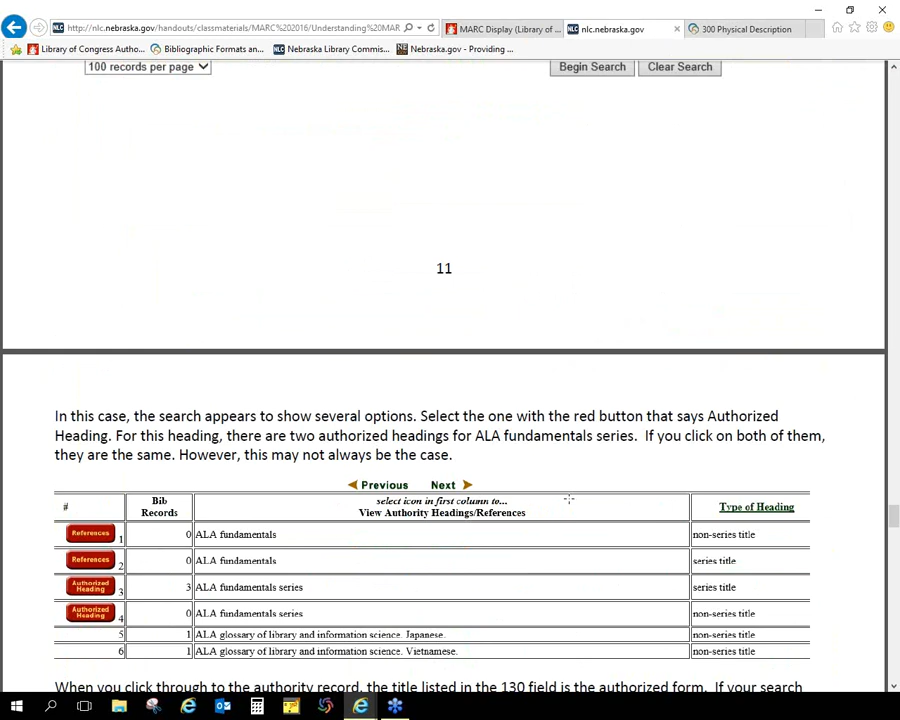 http://nlc.nebraska.gov/handouts/classmaterials/MARC%202016/Understanding%20MAR
MARC Display (Library of ...
nlc.nebraska.gov
300 Physical Description
Library of Congress Autho...
Bibliographic Formats an...
Nebraska Library Commis...
Nebraska.gov - Providing ...
100 records per page
Begin Search
Clear Search
11
In this case, the search appears to show several options. Select the one with the red button that says Authorized
Heading. For this heading, there are two authorized headings for ALA fundamentals series. If you click on both of them,
they are the same. However, this may not always be the case.
Previous Next
# Bib Records select icon in first column to... View Authority Headings/References Type of Heading
References 1 0 ALA fundamentals non-series title
References 2 0 ALA fundamentals series title
Authorized Heading 3 3 ALA fundamentals series series title
Authorized Heading 4 0 ALA fundamentals series non-series title
5 1 ALA glossary of library and information science. Japanese. non-series title
6 1 ALA glossary of library and information science. Vietnamese. non-series title
When you click through to the authority record, the title listed in the 130 field is the authorized form. If your search